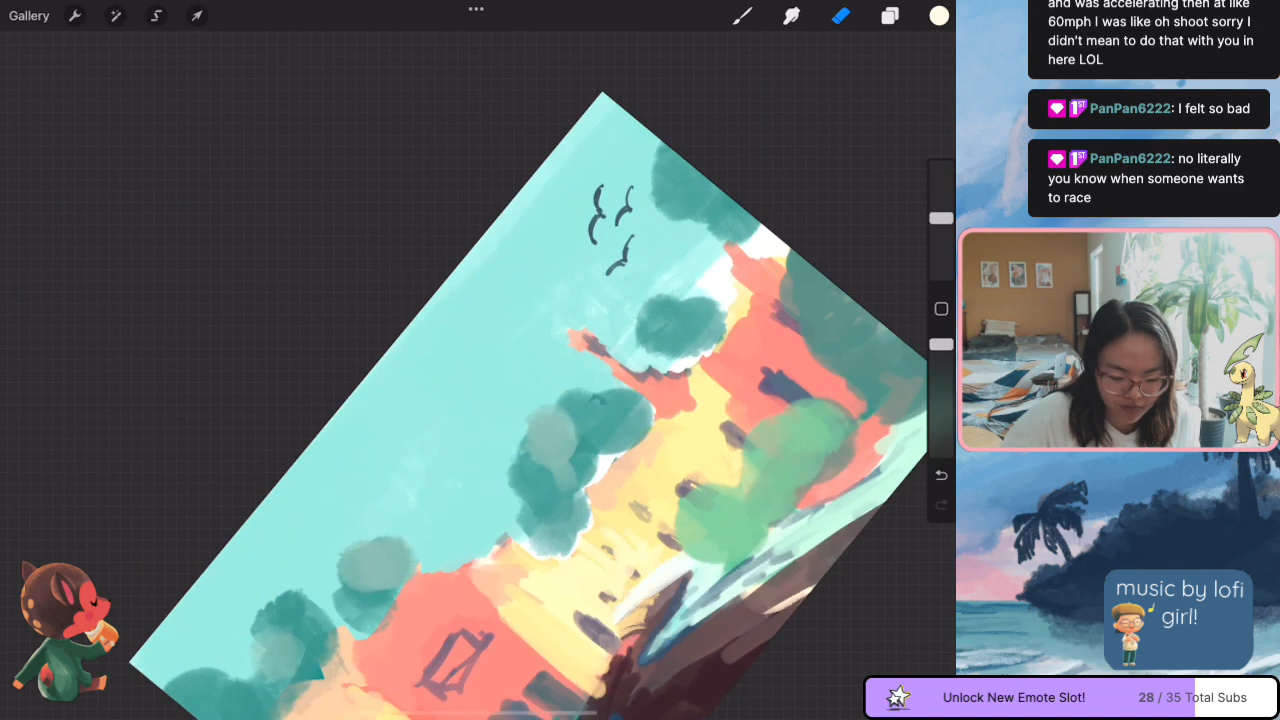 Gallery
and was accelerating then at like
60mph I was like oh shoot sorry I
didn't mean to do that with you in
here LOL
1ST PanPan6222: I felt so bad
1ST PanPan6222: no literally
you know when someone wants
to race
music by lofi
girl!
Unlock New Emote Slot! 28 / 35 Total Subs